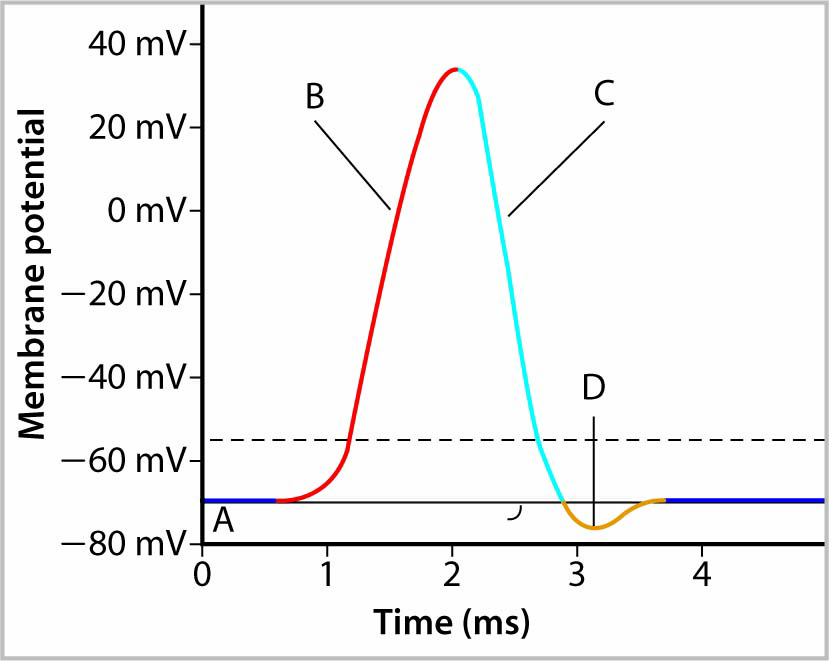 40 mV
B
C
20 mV
0 mV
−20 mV
−40 mV
D
−60 mV
A
−80 mV
0 1 2 3 4
Time (ms)
Membrane potential